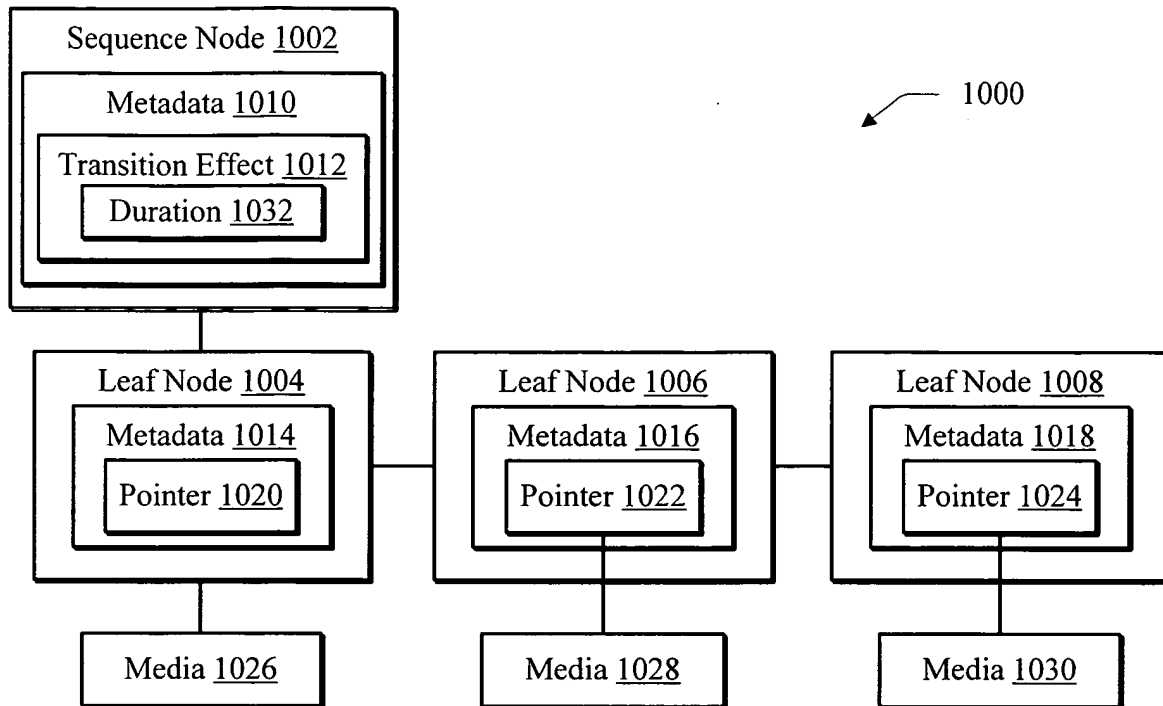 Sequence Node 1002
Metadata 1010
Transition Effect 1012
Duration 1032
1000
Leaf Node 1004
Metadata 1014
Pointer 1020
Leaf Node 1006
Metadata 1016
Pointer 1022
Leaf Node 1008
Metadata 1018
Pointer 1024
Media 1026
Media 1028
Media 1030